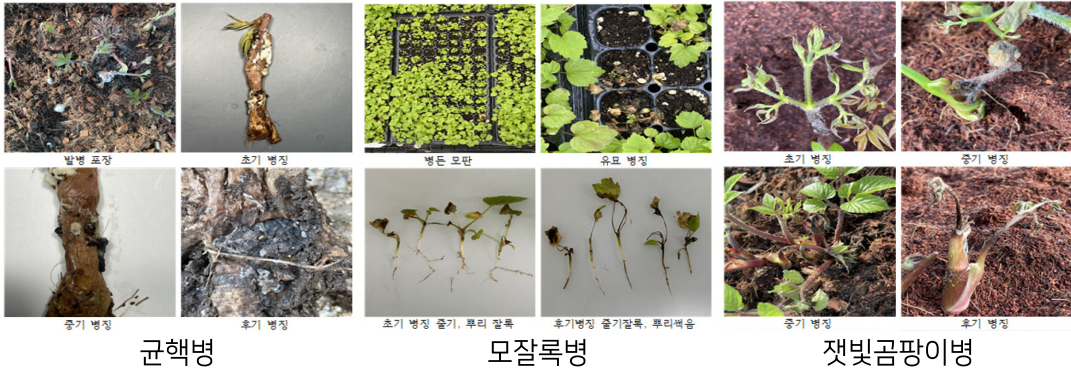 발병 포장
초기 병징
병든 모판
유묘 병징
초기 병징
중기 병징
중기 병징
후기 병징
초기 병징 줄기, 뿌리 잘록
후기병징 줄기잘록, 뿌리썩음
중기 병징
후기 병징
균핵병
모잘록병
잿빛곰팡이병